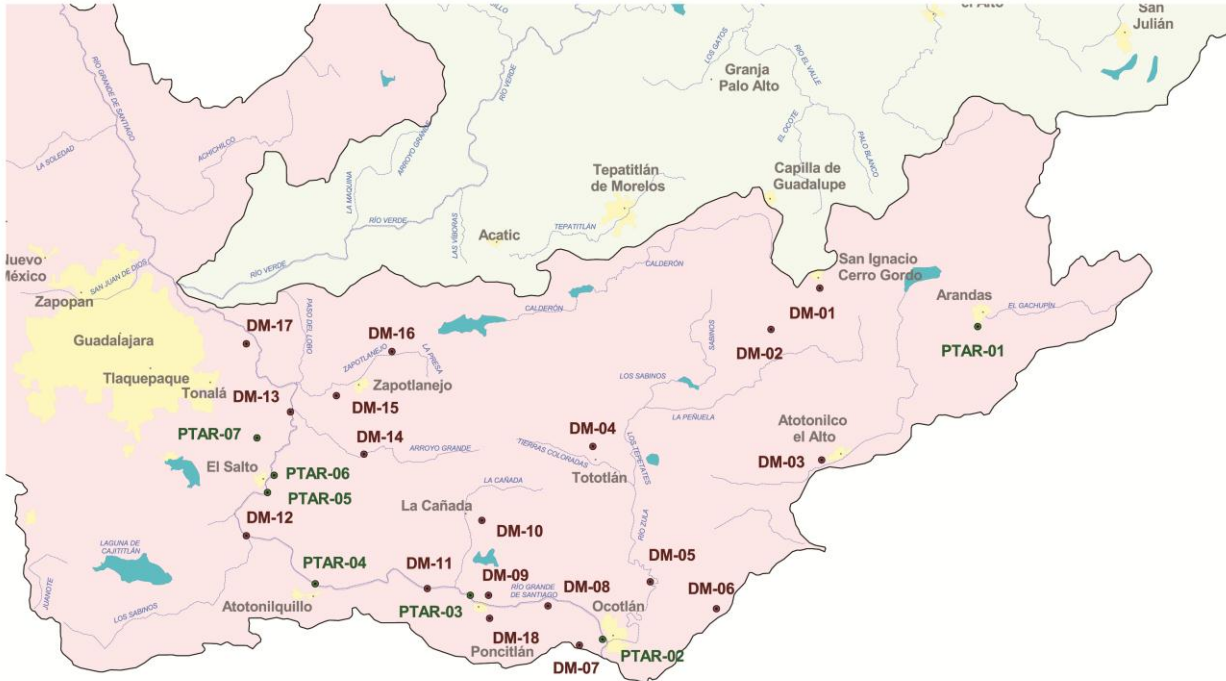 San
Julián
RÍO GRANDE DE SANTIAGO
RÍO VERDE
LOS GATOS
RÍO EL VALLE
Granja
Palo Alto
LA SOLEDAD
ACHICHILCO
ARROYO GRANDE
EL OCOTE
PALO BLANCO
LA MAQUINA
Tepatitlán
de Morelos
Capilla de
Guadalupe
RÍO VERDE
LAS VÍBORAS
Acatic
TEPATITLÁN
Nuevo
México
SAN JUAN DE DIOS
RÍO VERDE
CALDERÓN
San Ignacio
Cerro Gordo
Zapopan
Arandas
EL GACHUPÍN
PASO DEL LOBO
CALDERÓN
DM-01
DM-17
DM-16
SABINOS
DM-02
PTAR-01
Guadalajara
ZAPOTLANEJO
LA PRESA
Tlaquepaque
Tonalá
Zapotlanejo
LOS SABINOS
DM-13
DM-15
LA PEÑUELA
Atotonilco
el Alto
PTAR-07
DM-14
ARROYO GRANDE
DM-04
TIERRAS COLORADAS
LOS TEPETATES
DM-03
El Salto
PTAR-06
Tototlán
PTAR-05
LA CAÑADA
La Cañada
DM-12
DM-10
RÍO ZULA
LAGUNA DE
CAJITITLÁN
PTAR-04
DM-11
DM-09
DM-08
DM-05
DM-06
JUANOTE
LOS SABINOS
Atotonilquillo
PTAR-03
RÍO GRANDE
DE SANTIAGO
Ocotlán
DM-18
Poncitlán
DM-07
PTAR-02